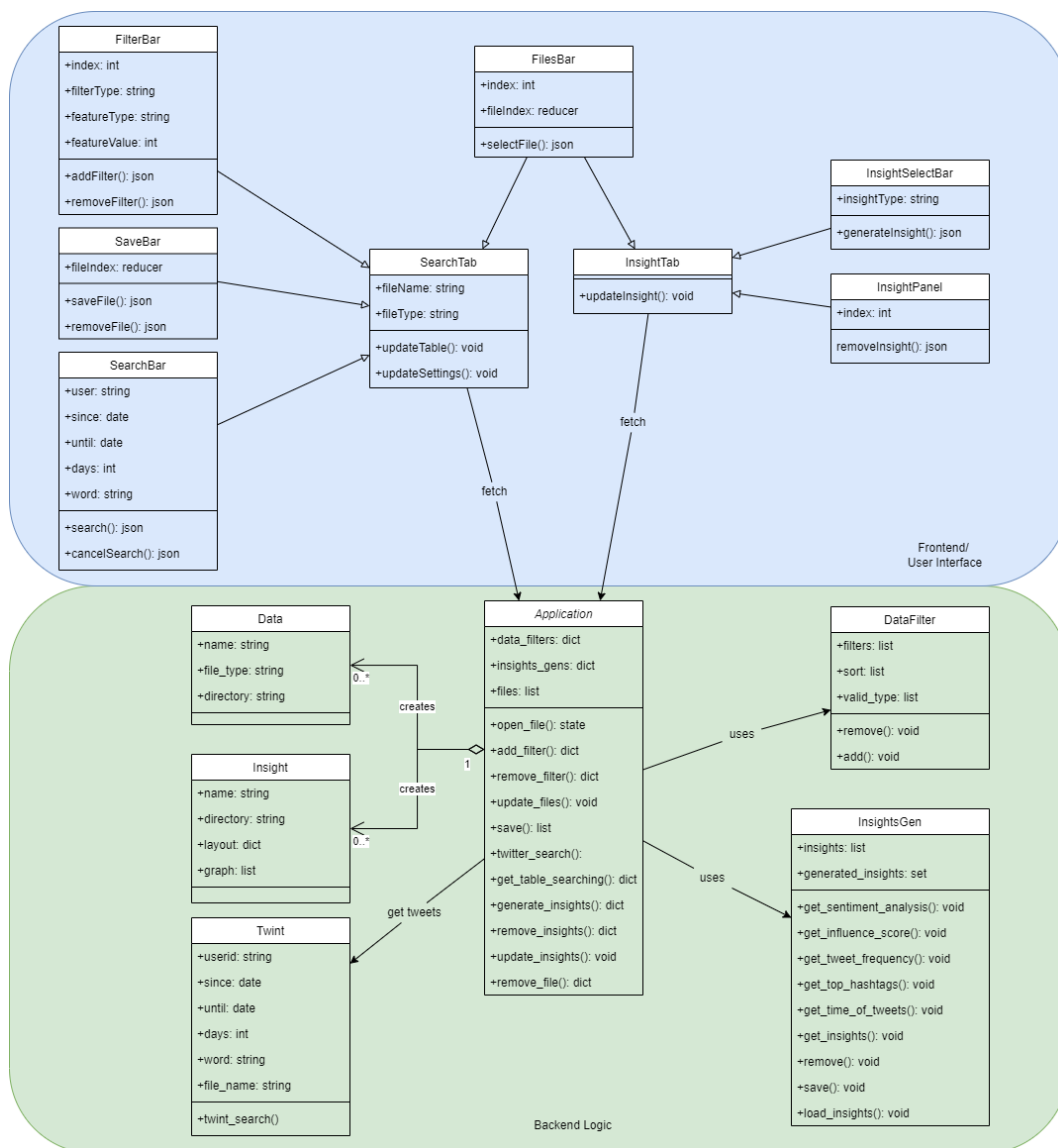 FilterBar
+index: int
+filterType: string
+featureType: string
+featureValue: int
+addFilter(): json
+removeFilter(): json
FilesBar
+index: int
+fileIndex: reducer
+selectFile(): json
InsightSelectBar
+insightType: string
+generateInsight(): json
SaveBar
+fileIndex: reducer
+saveFile(): json
+removeFile(): json
SearchTab
+fileName: string
+fileType: string
+updateTable(): void
+updateSettings(): void
InsightTab
+updateInsight(): void
InsightPanel
+index: int
removeInsight(): json
SearchBar
+user: string
+since: date
+until: date
+days: int
+word: string
+search(): json
+cancelSearch(): json
fetch
fetch
Frontend/
User Interface
Data
+name: string
+file_type: string
+directory: string
0..*
creates
1
creates
0..*
Insight
+name: string
+directory: string
+layout: dict
+graph: list
get tweets
Twint
+userid: string
+since: date
+until: date
+days: int
+word: string
+file_name: string
+twint_search()
Application
+data_filters: dict
+insights_gens: dict
+files: list
+open_file(): state
+add_filter(): dict
+remove_filter(): dict
+update_files(): void
+save(): list
+twitter_search():
+get_table_searching(): dict
+generate_insights(): dict
+remove_insights(): dict
+update_insights(): void
+remove_file(): dict
uses
uses
DataFilter
+filters: list
+sort: list
+valid_type: list
+remove(): void
+add(): void
InsightsGen
+insights: list
+generated_insights: set
+get_sentiment_analysis(): void
+get_influence_score(): void
+get_tweet_frequency(): void
+get_top_hashtags(): void
+get_time_of_tweets(): void
+get_insights(): void
+remove(): void
+save(): void
+load_insights(): void
Backend Logic